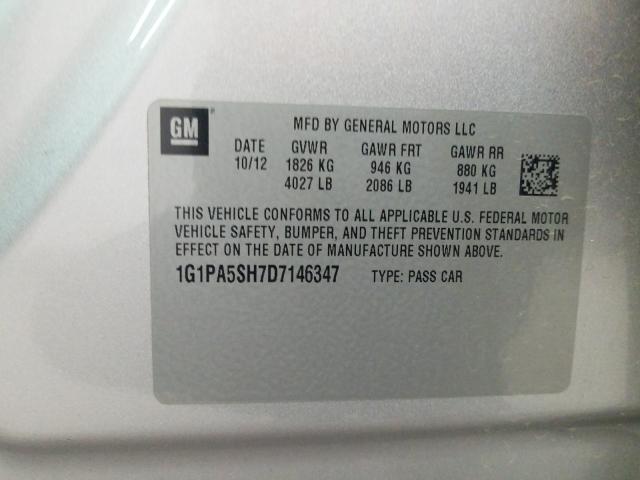 GM
MFD BY GENERAL MOTORS LLC
DATE GVWR GAWR FRT GAWR RR
10/12 1826 KG 946 KG 880 KG
4027 LB 2086 LB 1941 LB
THIS VEHICLE CONFORMS TO ALL APPLICABLE U.S. FEDERAL MOTOR
VEHICLE SAFETY, BUMPER, AND THEFT PREVENTION STANDARDS IN
EFFECT ON THE DATE OF MANUFACTURE SHOWN ABOVE.
1G1PA5SH7D7146347 TYPE: PASS CAR